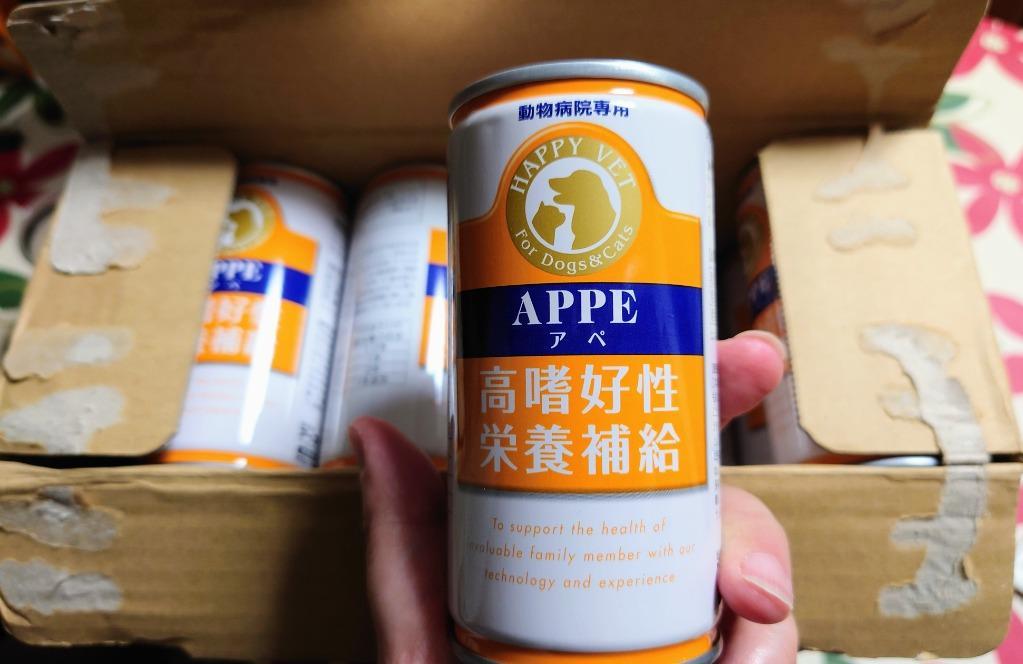 動物病院専用
HAPPY VET
For Dogs&Cats
APPE
アペ
高嗜好性
栄養補給
To support the health of
invaluable family member with our
technology and experience